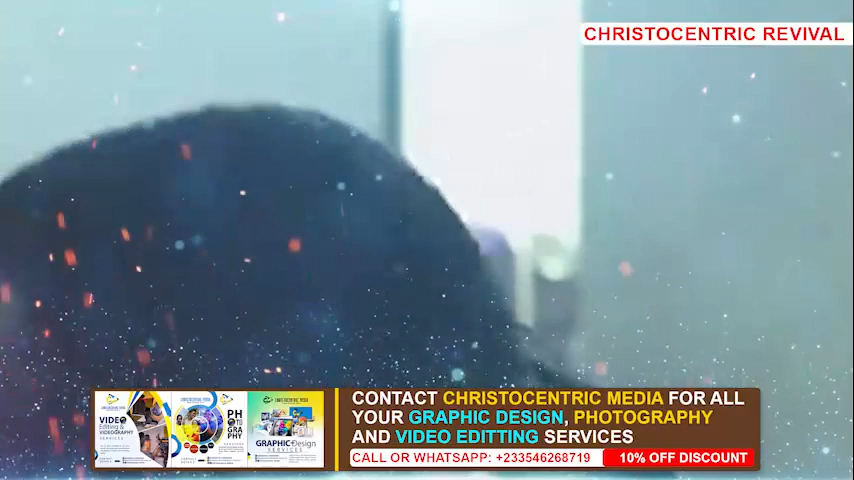 CHRISTOCENTRIC REVIVAL
CONTACT CHRISTOCENTRIC MEDIA FOR ALL
YOUR GRAPHIC DESIGN, PHOTOGRAPHY
AND VIDEO EDITTING SERVICES
CALL OR WHATSAPP: +233546268719
10% OFF DISCOUNT
VIDEO
Editing &
VIDEOGRAPHY
SERVICES
PH
TO
GRA
PHY
GRAPHIC Design
SERVICES